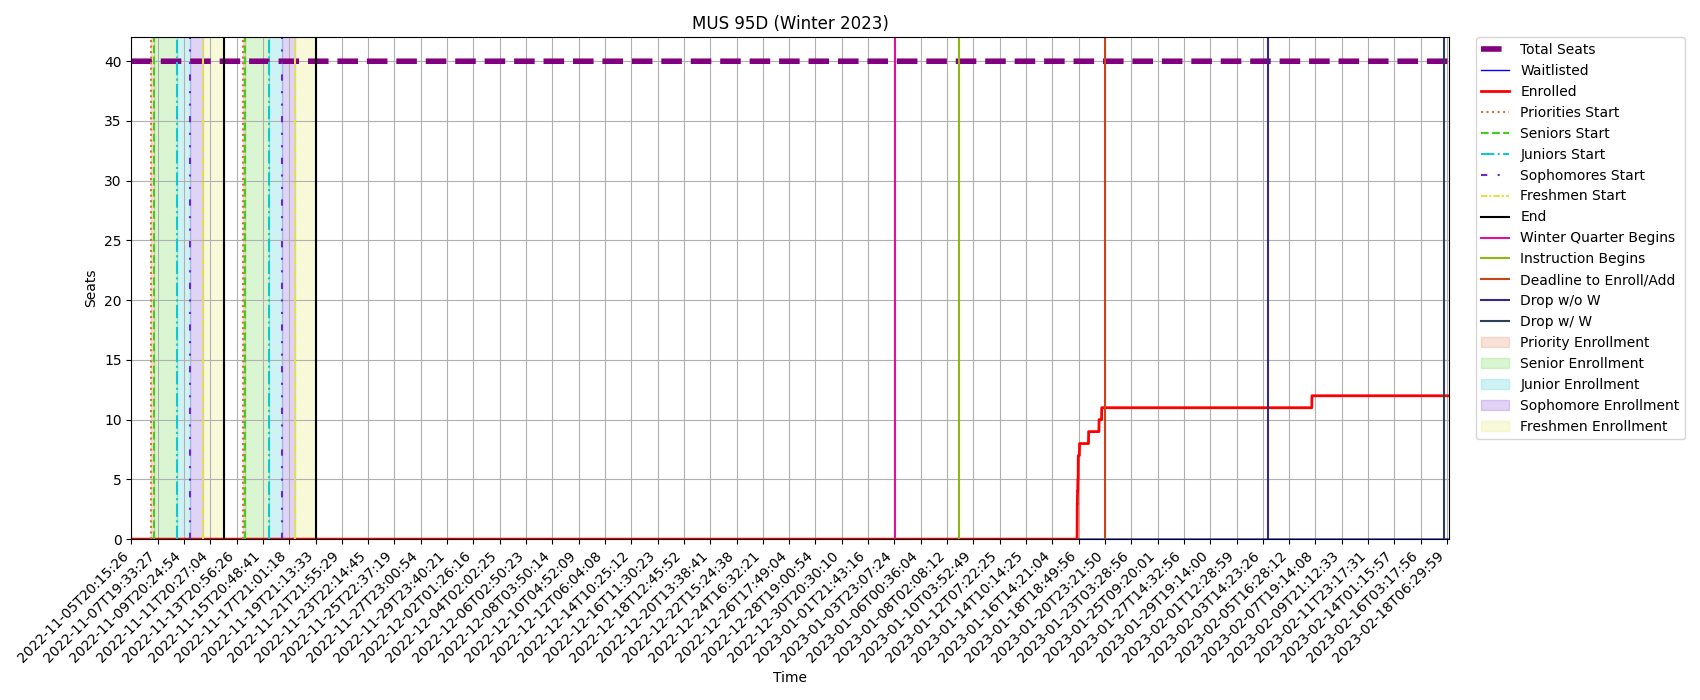 MUS 95D (Winter 2023)
Seats
40
35
30
25
20
15
10
5
0
2022-11-05T20:15:26
2022-11-07T19:33:27
2022-11-09T20:24:54
2022-11-11T20:27:04
2022-11-13T20:56:26
2022-11-15T20:48:41
2022-11-17T21:01:18
2022-11-19T21:13:33
2022-11-21T21:55:29
2022-11-23T22:14:45
2022-11-25T22:37:19
2022-11-27T23:00:54
2022-11-29T23:40:21
2022-12-02T01:26:16
2022-12-04T02:02:25
2022-12-06T02:50:23
2022-12-08T03:50:14
2022-12-10T04:52:09
2022-12-12T06:04:08
2022-12-14T10:25:12
2022-12-16T11:30:23
2022-12-18T12:45:52
2022-12-20T13:38:41
2022-12-22T15:24:38
2022-12-24T16:32:21
2022-12-26T17:49:04
2022-12-28T19:00:54
2022-12-30T20:30:10
2023-01-01T21:43:16
2023-01-03T23:07:24
2023-01-06T00:36:04
2023-01-08T02:08:12
2023-01-10T03:52:49
2023-01-12T07:22:25
2023-01-14T10:14:25
2023-01-16T14:21:04
2023-01-18T18:49:56
2023-01-20T23:21:50
2023-01-23T03:28:56
2023-01-25T09:20:01
2023-01-27T14:32:56
2023-01-29T19:14:00
2023-02-01T12:28:59
2023-02-03T14:23:26
2023-02-05T16:28:12
2023-02-07T19:14:08
2023-02-09T21:12:33
2023-02-11T23:17:31
2023-02-14T01:15:57
2023-02-16T03:17:56
2023-02-18T06:29:59
Time
Total Seats
Waitlisted
Enrolled
Priorities Start
Seniors Start
Juniors Start
Sophomores Start
Freshmen Start
End
Winter Quarter Begins
Instruction Begins
Deadline to Enroll/Add
Drop w/o W
Drop w/ W
Priority Enrollment
Senior Enrollment
Junior Enrollment
Sophomore Enrollment
Freshmen Enrollment